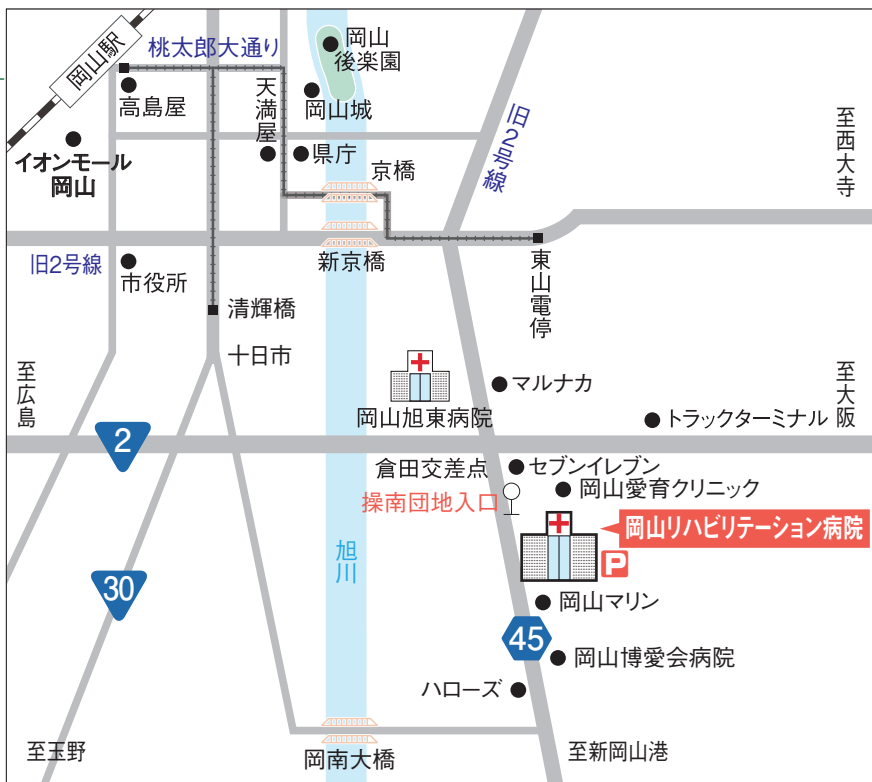 岡山駅
桃太郎大通り
岡山
後楽園
高島屋
天満屋
岡山城
旧2号線
至西大寺
イオンモール
岡山
県庁
京橋
旧2号線
市役所
新京橋
東山電停
清輝橋
十日市
至広島
至大阪
マルナカ
岡山旭東病院
トラックターミナル
2
倉田交差点
セブンイレブン
操南団地入口
岡山愛育クリニック
岡山リハビリテーション病院
P
旭川
30
岡山マリン
45
岡山博愛会病院
ハローズ
至玉野
岡南大橋
至新岡山港